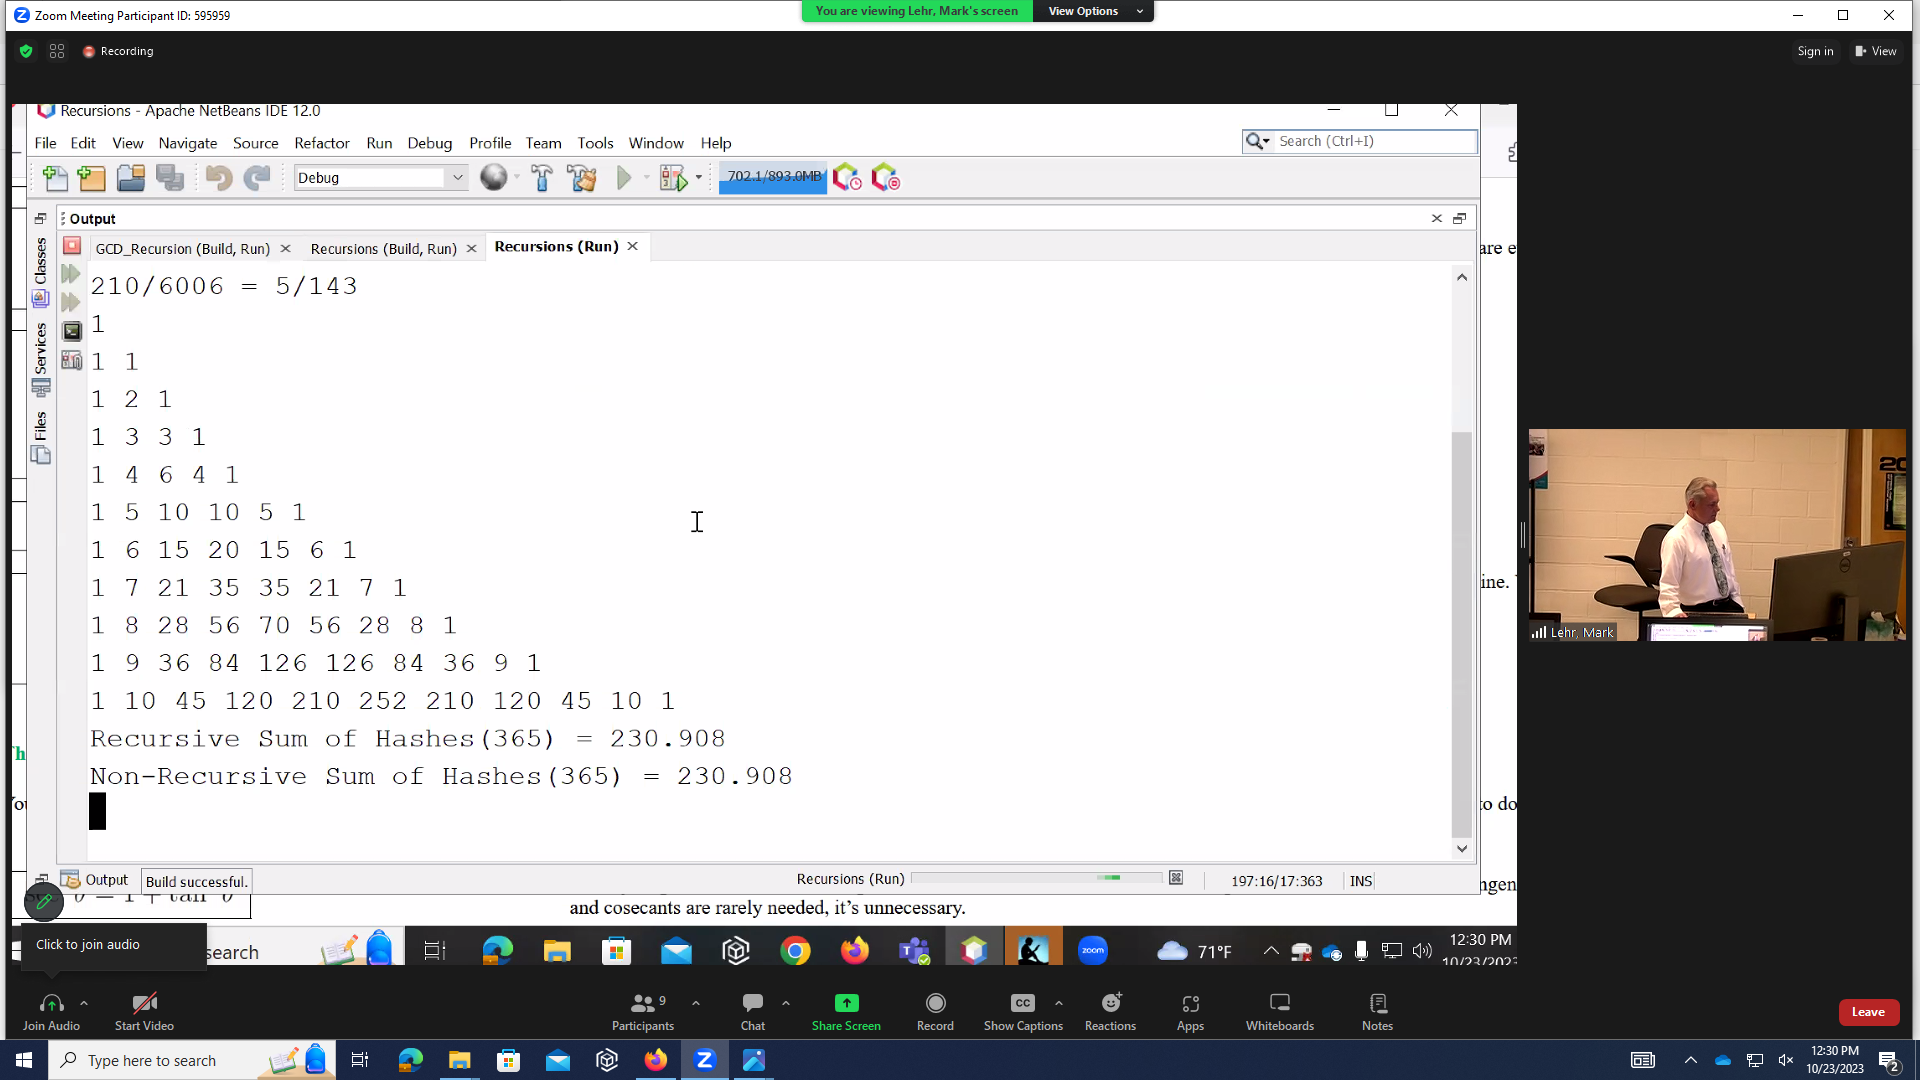 Zoom Meeting Participant ID: 595959
You are viewing Lehr, Mark's screen
View Options
Recording
Sign in
View
Recursions - Apache NetBeans IDE 12.0
File Edit View Navigate Source Refactor Run Debug Profile Team Tools Window Help
Search (Ctrl+I)
Debug
702.1/893.0MB
Output
GCD_Recursion (Build, Run)
Recursions (Build, Run)
Recursions (Run)
Classes
Services
Files
210/6006 = 5/143
1
1 1
1 2 1
1 3 3 1
1 4 6 4 1
1 5 10 10 5 1
1 6 15 20 15 6 1
1 7 21 35 35 21 7 1
1 8 28 56 70 56 28 8 1
1 9 36 84 126 126 84 36 9 1
1 10 45 120 210 252 210 120 45 10 1
Recursive Sum of Hashes(365) = 230.908
Non-Recursive Sum of Hashes(365) = 230.908
are
ine.
to do
Lehr, Mark
Output
Build successful.
Recursions (Run)
197:16/17:363
INS
and cosecants are rarely needed, it's unnecessary.
Click to join audio
search
zoom
71°F
12:30 PM
10/23/2023
Join Audio
Start Video
Participants
9
Chat
Share Screen
CC
Show Captions
Record
Reactions
Apps
Whiteboards
Notes
Leave
Type here to search
12:30 PM
10/23/2023
2